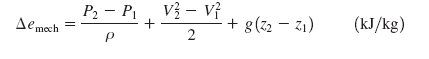 Δe_mech = (P₂ − P₁)/ρ + (V₂² − V₁²)/2 + g(z₂ − z₁) (kJ/kg)